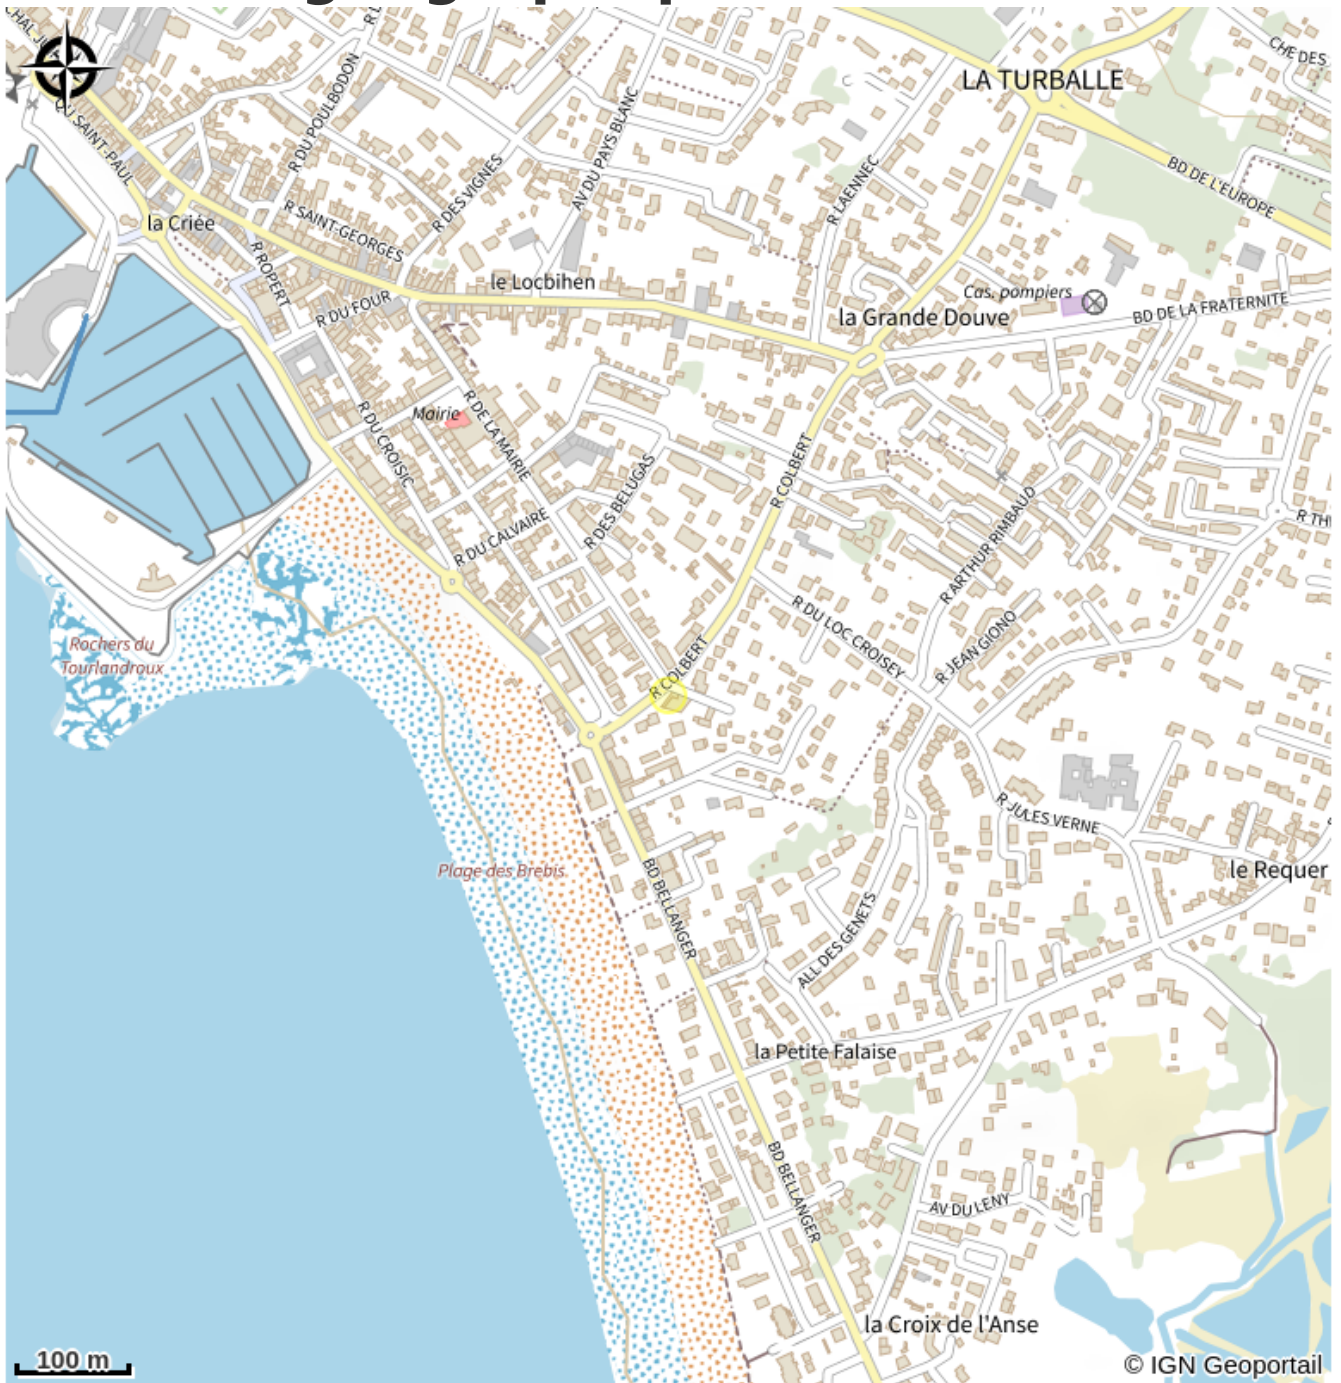 LA TURBALLE
CHE DES
QU SAINT-PAUL
R DU POULBODON
AV DU PAYS BLANC
R DES VIGNES
R LAENNEC
BD DE L'EUROPE
la Criée
R SAINT-GEORGES
R ROPERT
R DU FOUR
le Locbihen
Cas. pompiers
la Grande Douve
BD DE LA FRATERNITE
Mairie
R DE LA MAIRIE
R DU CROISIC
R COLBERT
R DES BELUGAS
R DU CALVAIRE
R ARTHUR RIMBAUD
R DU LOC CROISEY
R JEAN GIONO
Rochers du
Tourlandroux
R COLBERT
R JULES VERNE
Plage des Brebis
BD BELLANGER
le Requer
ALL DES GENETS
la Petite Falaise
BD BELLANGER
AV DU LENY
la Croix de l'Anse
100 m
© IGN Geoportail